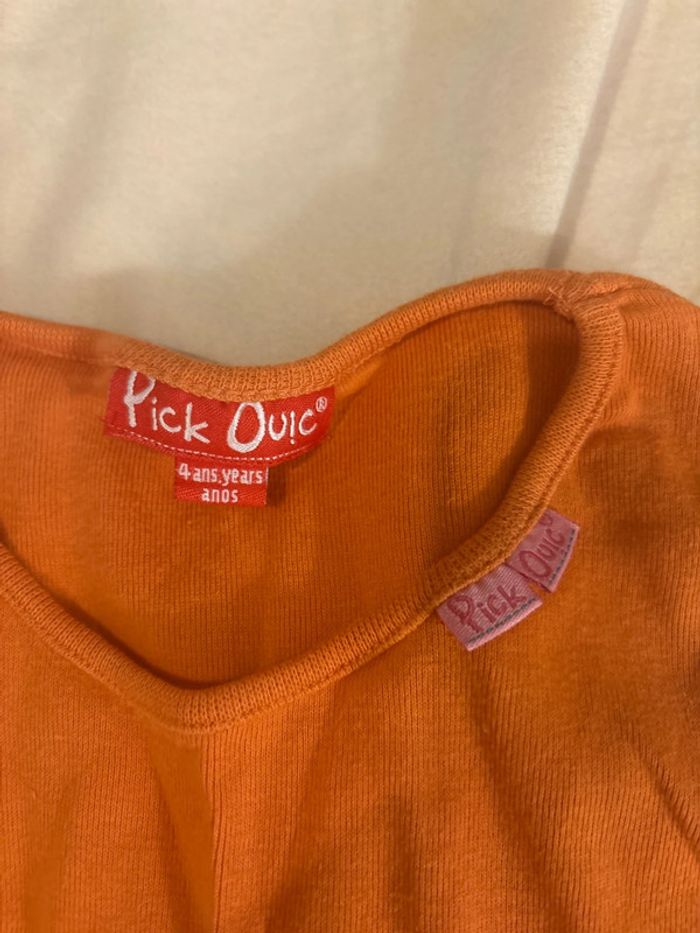 Pick Ouic®
4 ans, years
anos
Pick Ouic